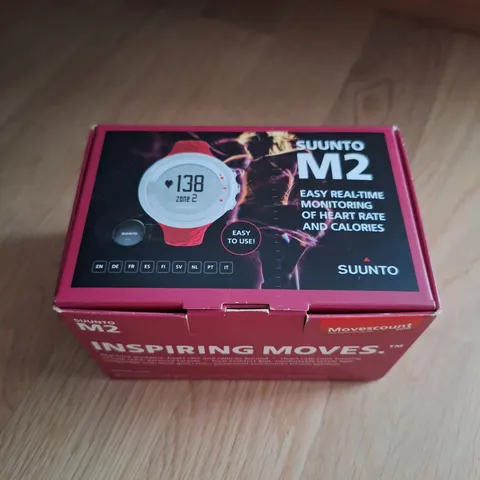 SUUNTO
M2
EASY REAL-TIME
MONITORING
OF HEART RATE
AND CALORIES
138
ZONE 2
SUUNTO
EASY
TO USE!
EN DE FR ES FI SV NL PT IT
SUUNTO
SUUNTO
M2
Movescount
INSPIRING MOVES.™